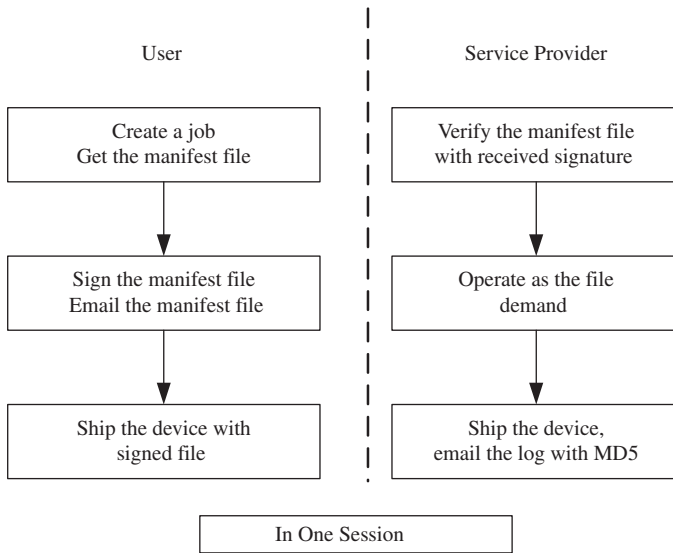 User
Create a job
Get the manifest file
Sign the manifest file
Email the manifest file
Ship the device with
signed file
Service Provider
Verify the manifest file
with received signature
Operate as the file
demand
Ship the device,
email the log with MD5
In One Session